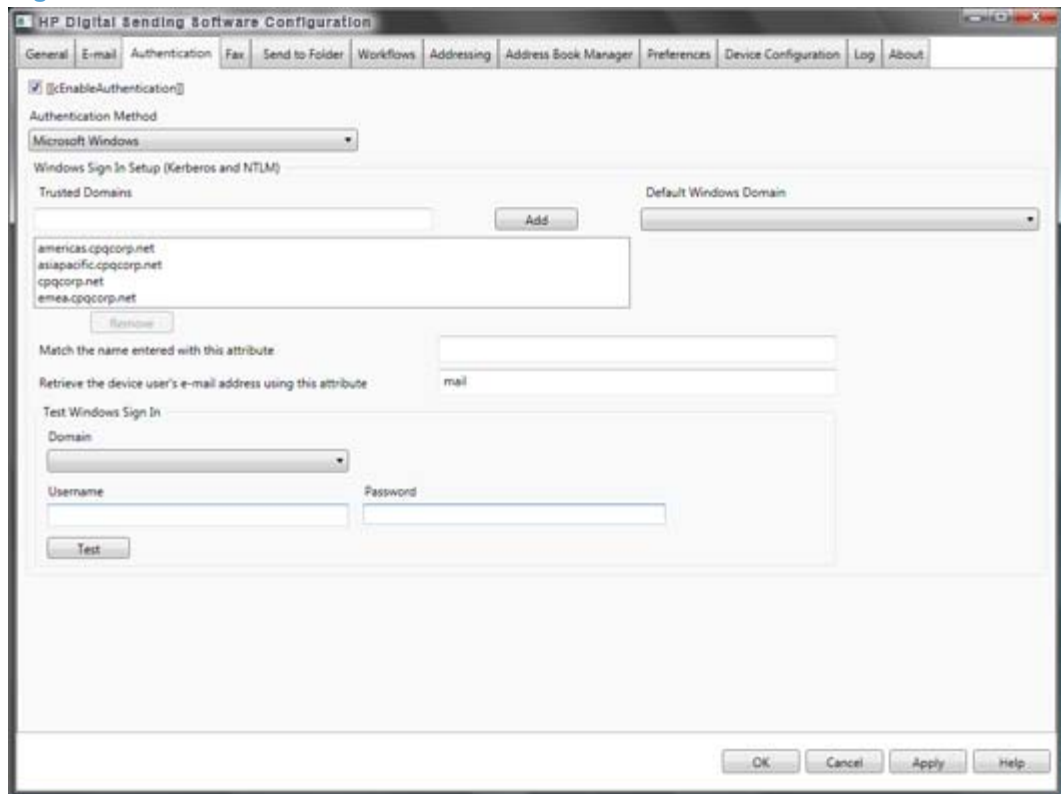 HP Digital Sending Software Configuration
General E-mail Authentication Fax Send to Folder Workflows Addressing Address Book Manager Preferences Device Configuration Log About
[[cEnableAuthentication]]
Authentication Method
Microsoft Windows
Windows Sign In Setup (Kerberos and NTLM)
Trusted Domains Default Windows Domain
Add
americas.cpqcorp.net
asiapacific.cpqcorp.net
cpqcorp.net
emea.cpqcorp.net
Remove
Match the name entered with this attribute
Retrieve the device user's e-mail address using this attribute mail
Test Windows Sign In
Domain
Username Password
Test
OK Cancel Apply Help